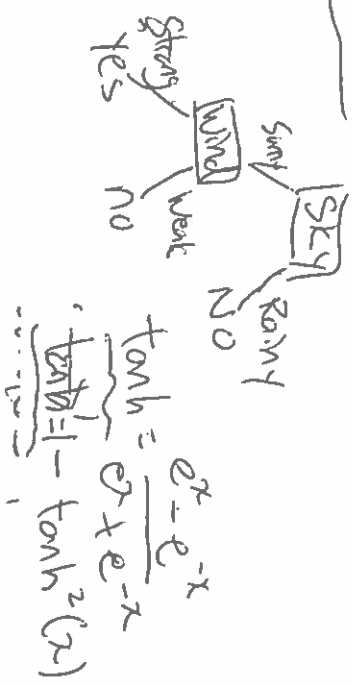 Sky
Sunny Rainy
Wind NO
Strong Weak
Yes NO
tanh = e^x - e^-x
e^x + e^-x
tanh' = 1 - tanh²(x)